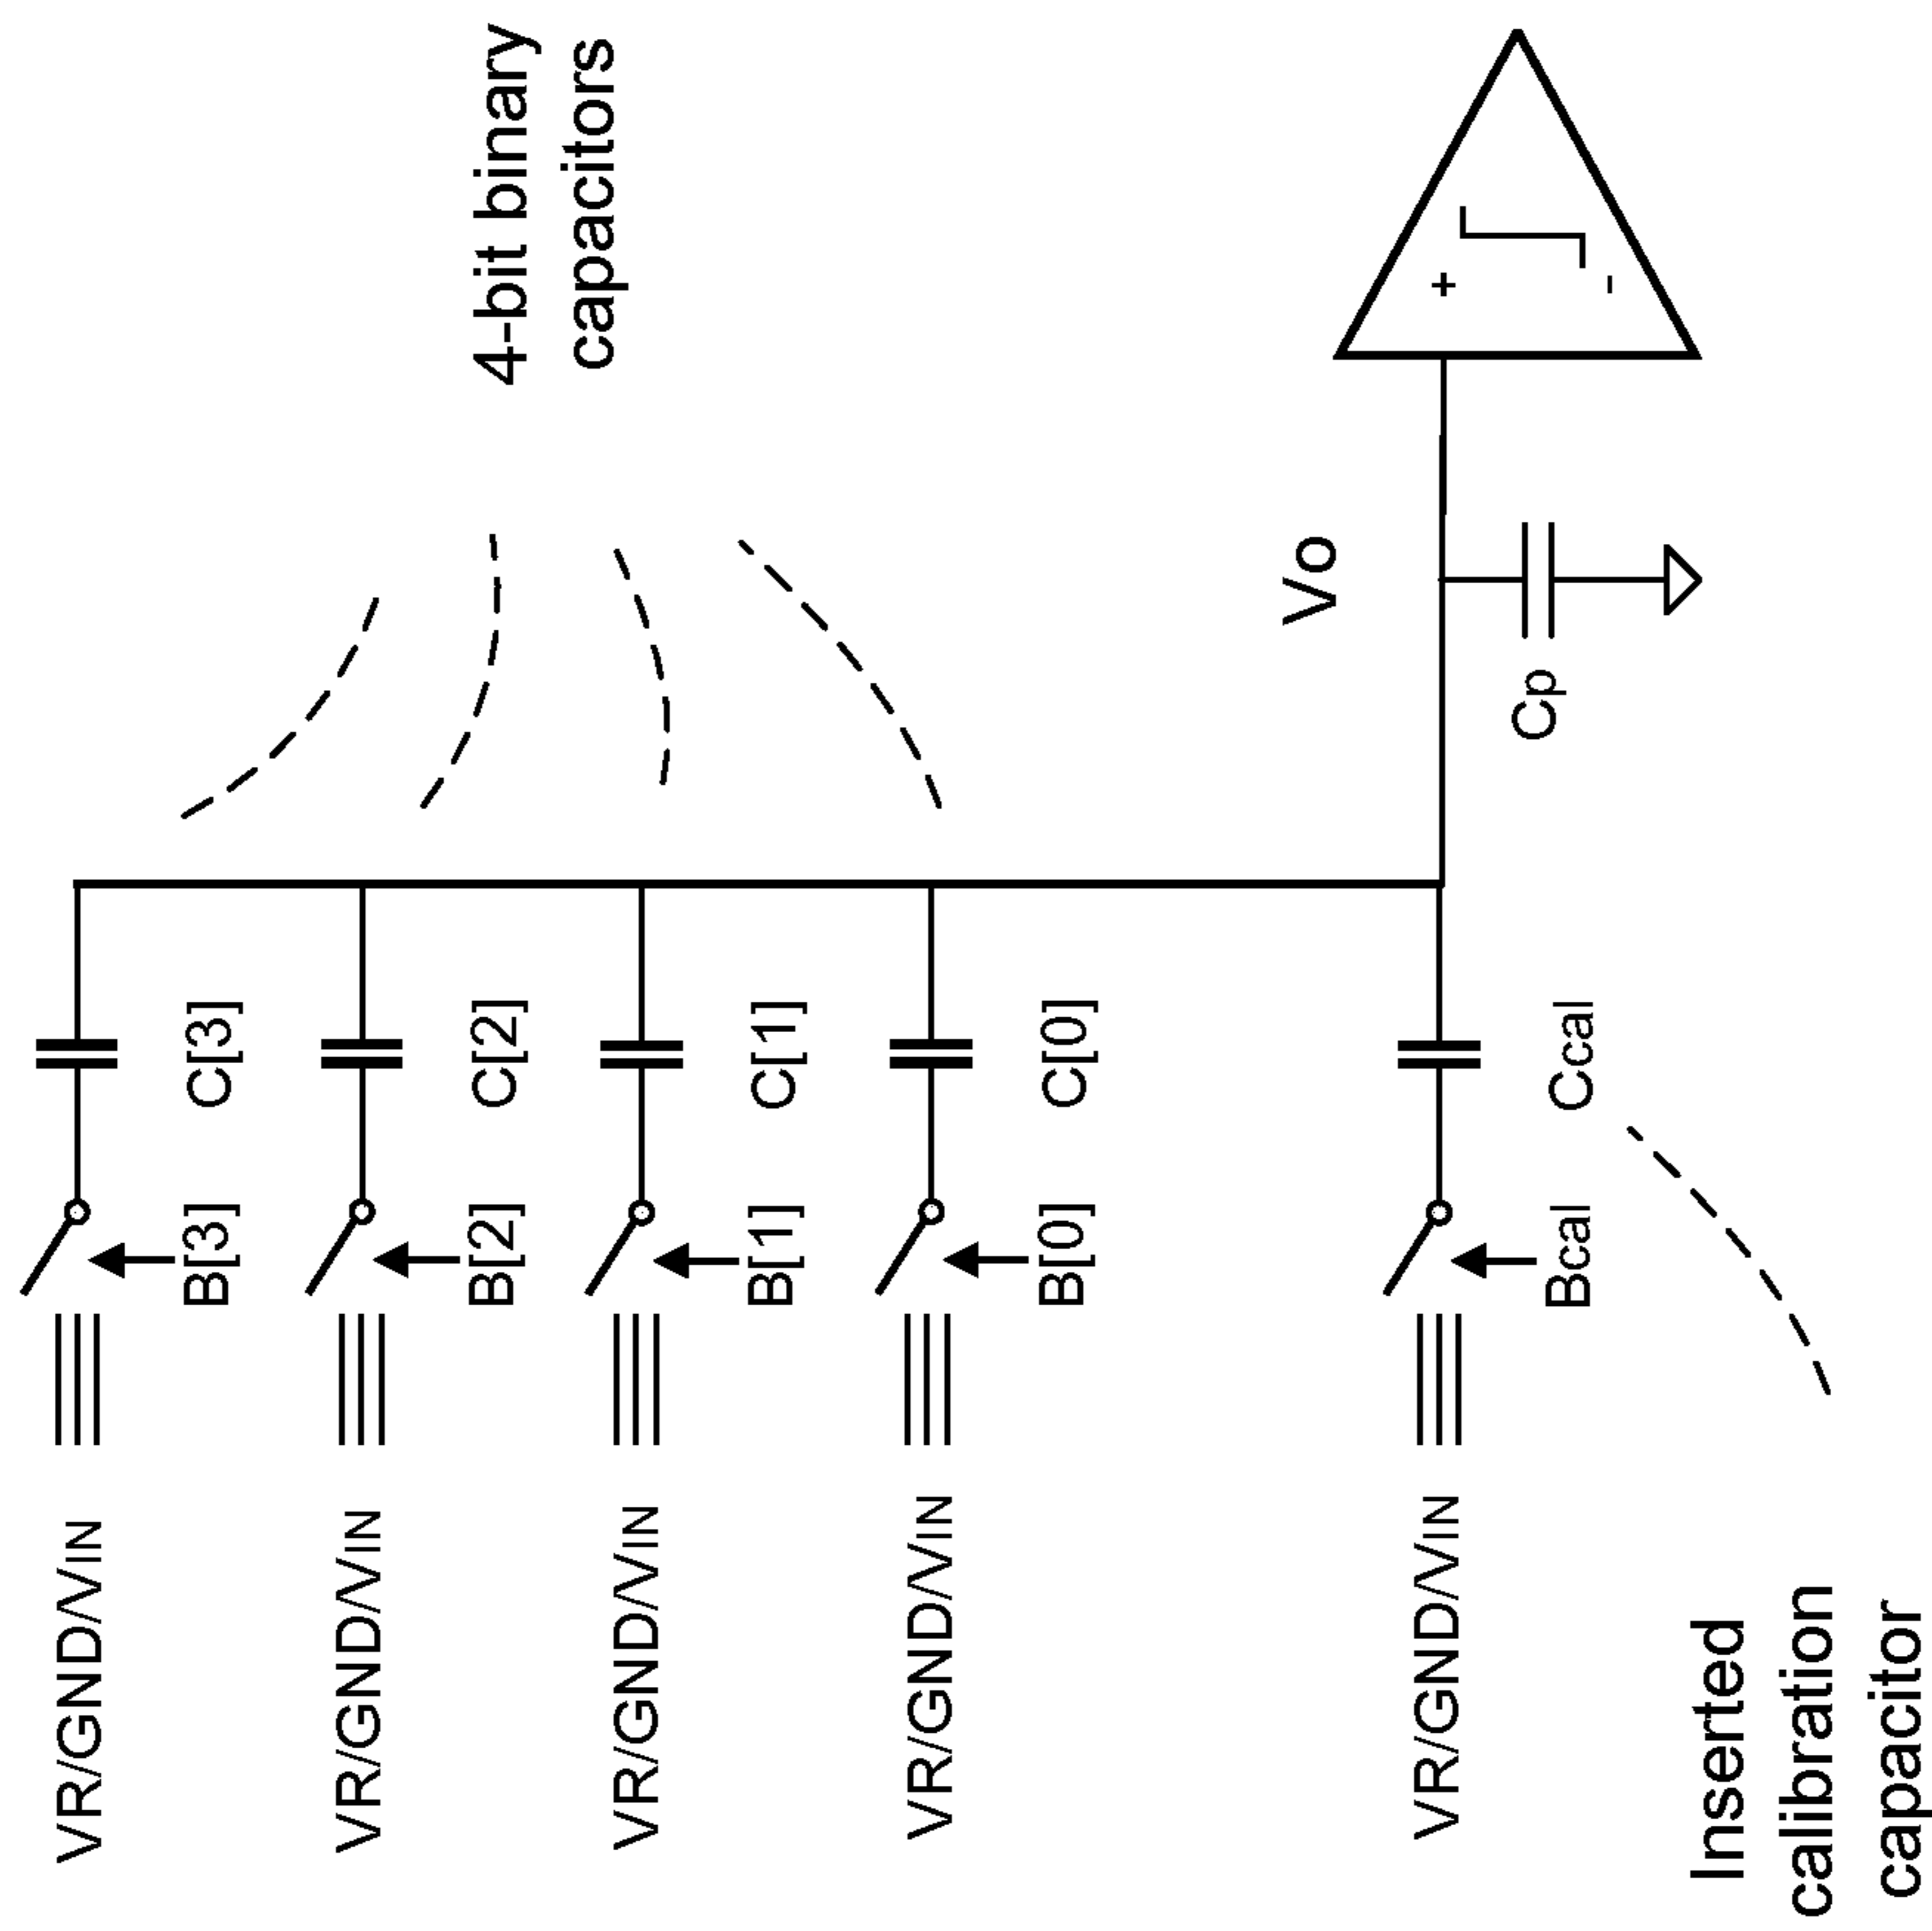 4-bit binary
capacitors
VR/GND/VIN
B[3]
C[3]
VR/GND/VIN
B[2]
C[2]
VR/GND/VIN
B[1]
C[1]
VR/GND/VIN
B[0]
C[0]
Vo
+
-
Cp
VR/GND/VIN
Bcal
Ccal
Inserted
calibration
capacitor